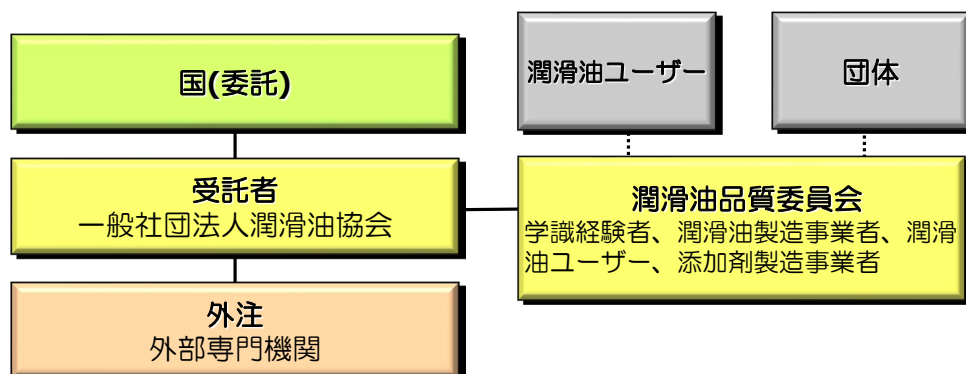 国(委託)
潤滑油ユーザー
団体
受託者
一般社団法人潤滑油協会
潤滑油品質委員会
学識経験者、潤滑油製造事業者、潤滑
油ユーザー、添加剤製造事業者
外注
外部専門機関